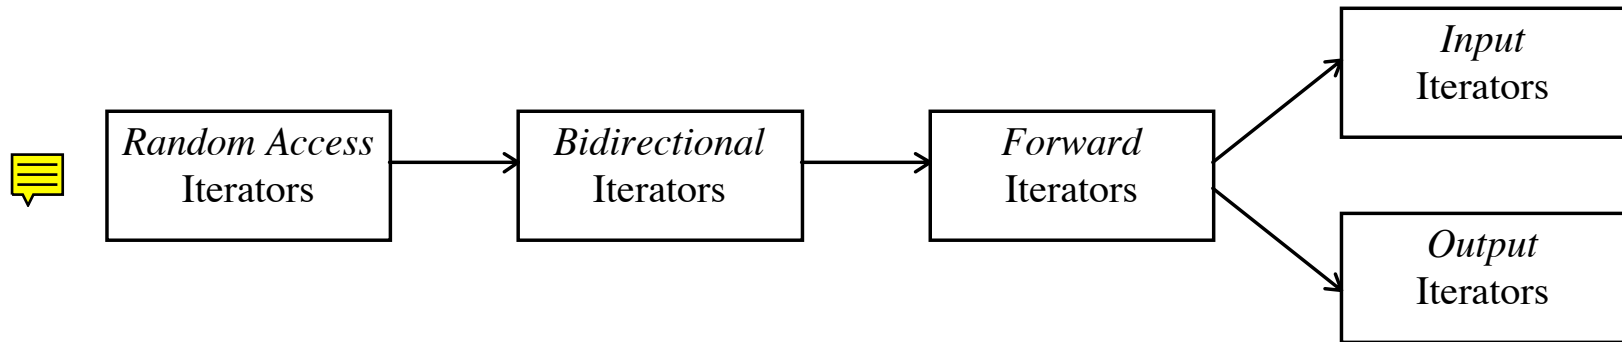 Random Access
Iterators
Bidirectional
Iterators
Forward
Iterators
Input
Iterators
Output
Iterators